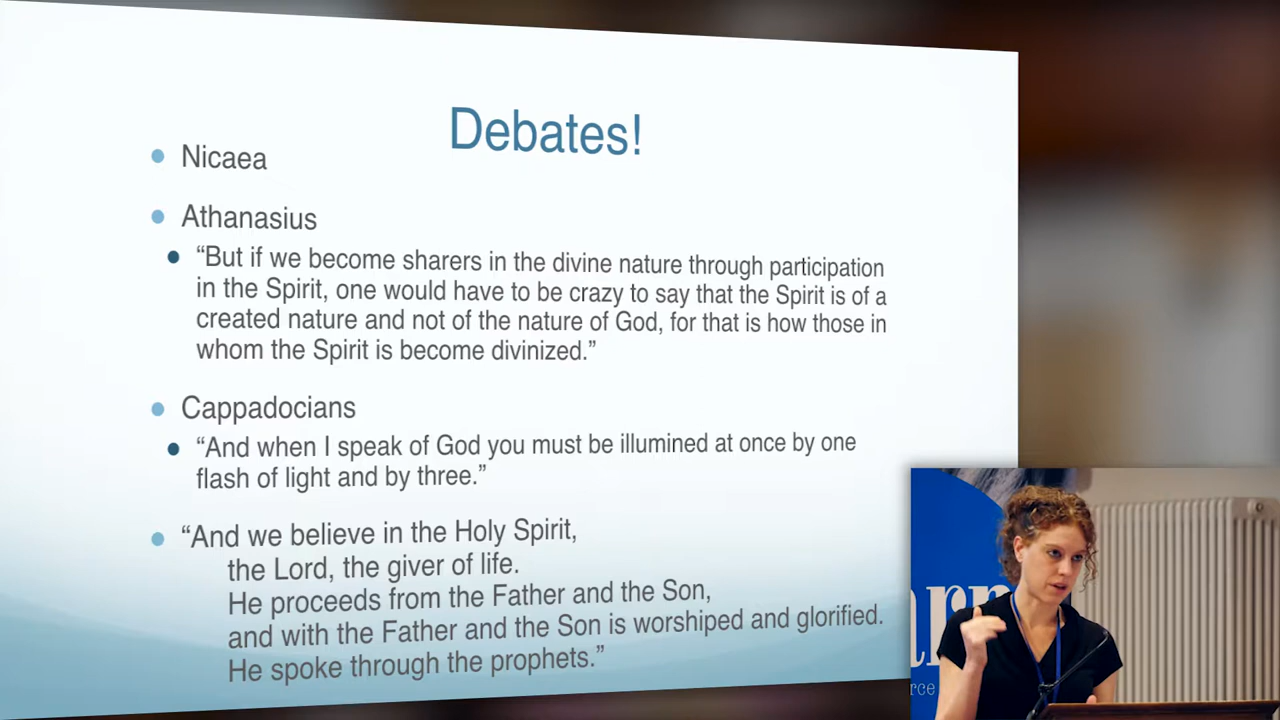 Debates!
Nicaea
Athanasius
“But if we become sharers in the divine nature through participation
in the Spirit, one would have to be crazy to say that the Spirit is of a
created nature and not of the nature of God, for that is how those in
whom the Spirit is become divinized.”
Cappadocians
“And when I speak of God you must be illumined at once by one
flash of light and by three.”
“And we believe in the Holy Spirit,
the Lord, the giver of life.
He proceeds from the Father and the Son,
and with the Father and the Son is worshiped and glorified.
He spoke through the prophets.”